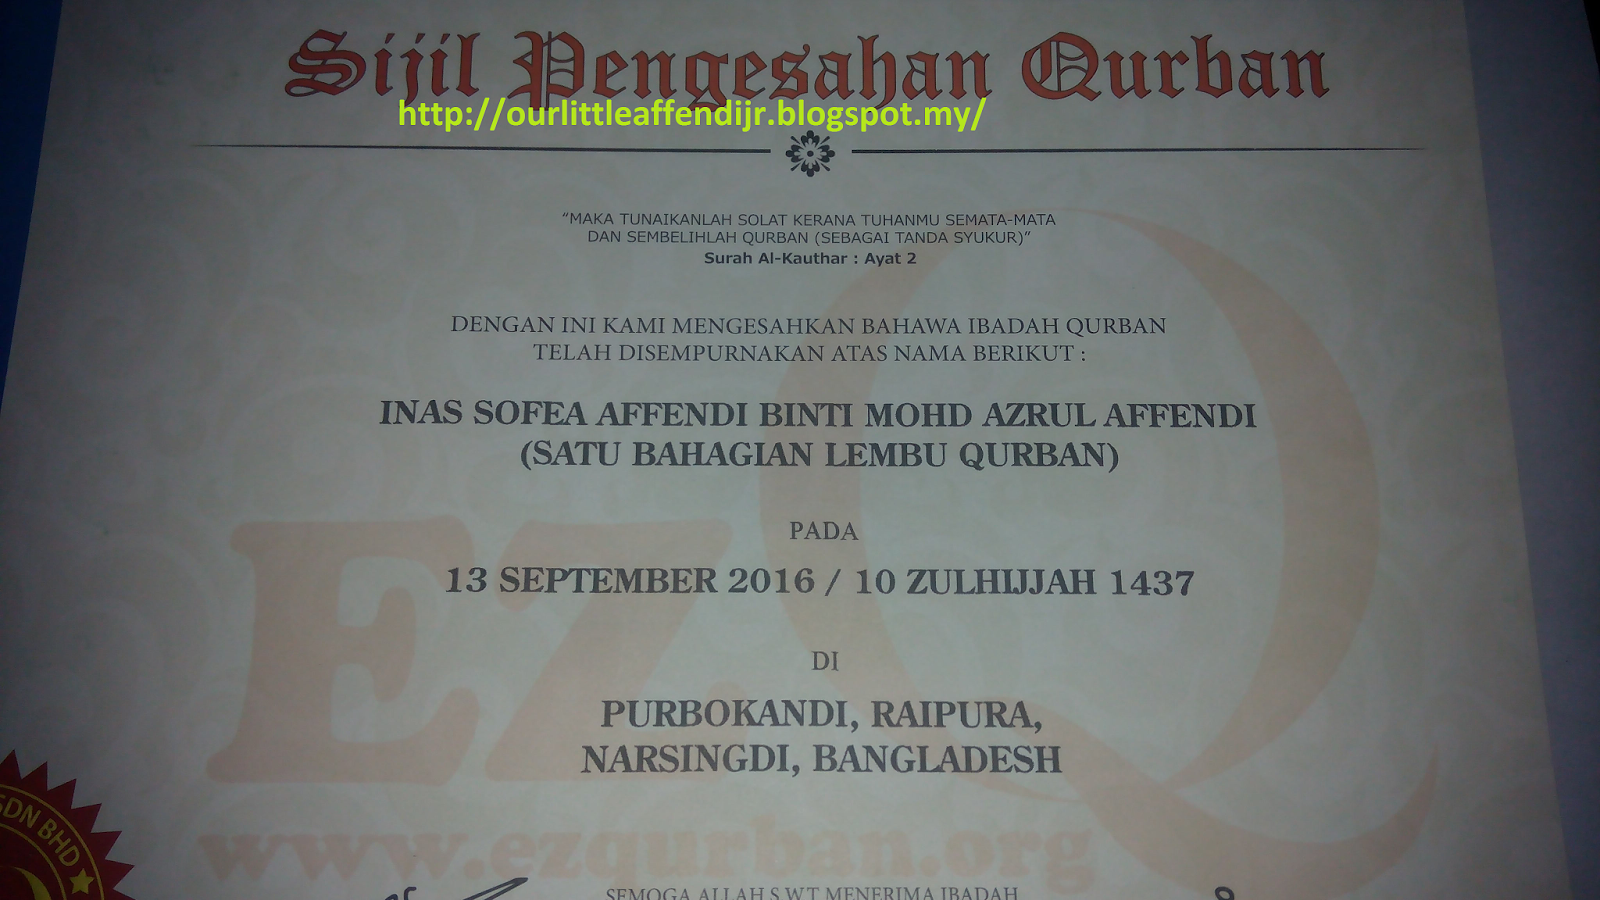 Sijil Pengesahan Qurban
http://ourlittleaffendijr.blogspot.my/
"MAKA TUNAIKANLAH SOLAT KERANA TUHANMU SEMATA-MATA
DAN SEMBELIHLAH QURBAN (SEBAGAI TANDA SYUKUR)"
Surah Al-Kauthar : Ayat 2
DENGAN INI KAMI MENGESAHKAN BAHAWA IBADAH QURBAN
TELAH DISEMPURNAKAN ATAS NAMA BERIKUT :
INAS SOFEA AFFENDI BINTI MOHD AZRUL AFFENDI
(SATU BAHAGIAN LEMBU QURBAN)
PADA
13 SEPTEMBER 2016 / 10 ZULHIJJAH 1437
DI
PURBOKANDI, RAIPURA,
NARSINGDI, BANGLADESH
EZQ
www.ezqurban.org
SDN BHD
SEMOGA ALLAH S.W.T MENERIMA IBADAH